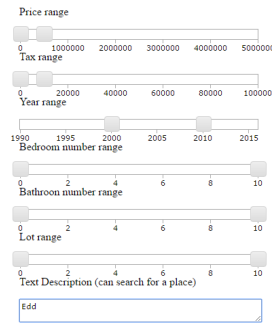 Price range
0 1000000 2000000 3000000 4000000 500000
Tax range
0 20000 40000 60000 80000 100000
Year range
1990 1995 2000 2005 2010 2015
Bedroom number range
0 2 4 6 8 10
Bathroon number range
0 2 4 6 8 10
Lot range
0 2 4 6 8 10
Text Description (can search for a place)
Edd